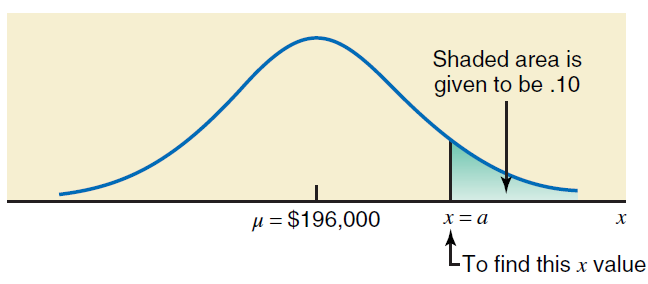 Shaded area is
given to be .10
μ = $196,000
x = a
x
To find this x value